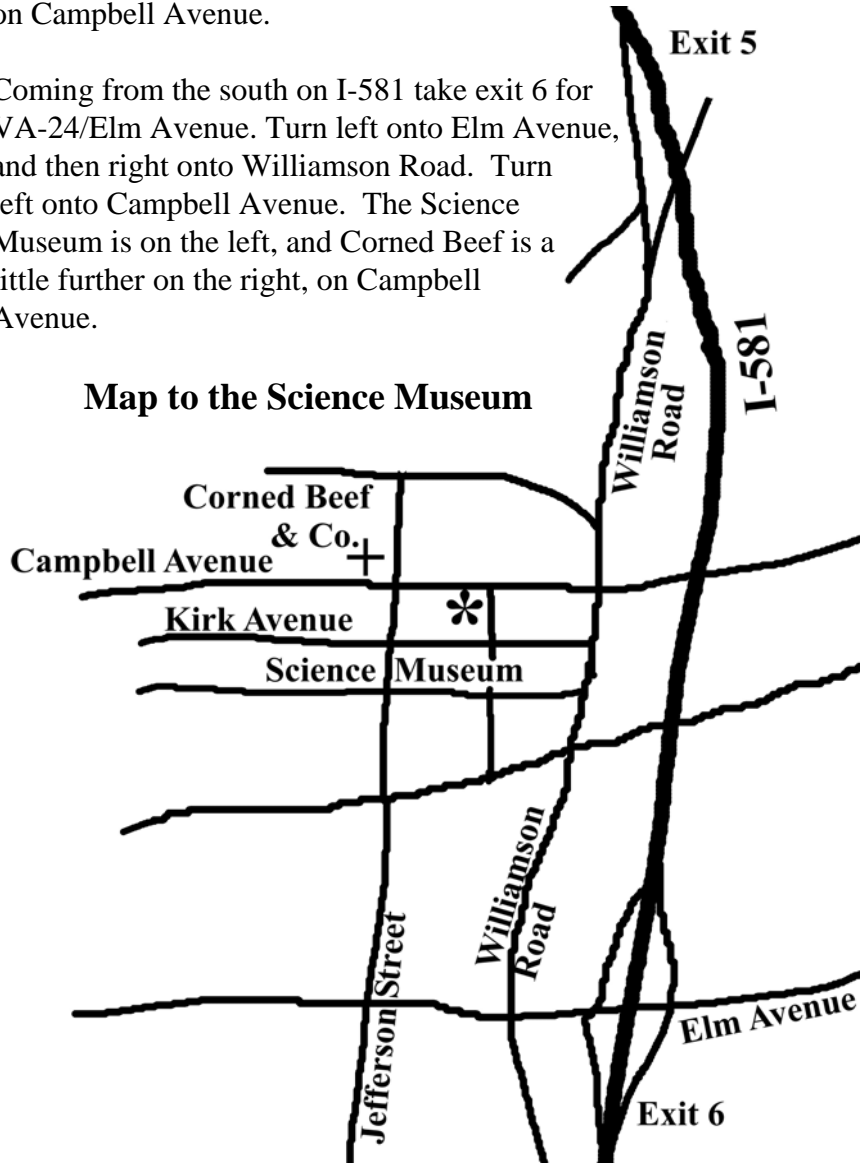 on Campbell Avenue.
Coming from the south on I-581 take exit 6 for
VA-24/Elm Avenue. Turn left onto Elm Avenue,
and then right onto Williamson Road. Turn
left onto Campbell Avenue. The Science
Museum is on the left, and Corned Beef is a
little further on the right, on Campbell
Avenue.
Exit 5
I-581
Williamson
Road
Map to the Science Museum
Corned Beef
& Co.
Campbell Avenue
*
Kirk Avenue
Science Museum
Williamson
Road
Jefferson Street
Elm Avenue
Exit 6